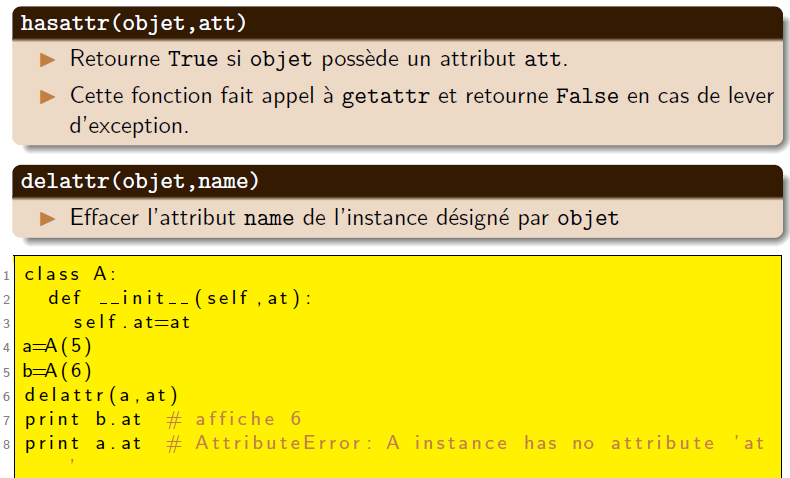 hasattr(objet,att)
▶ Retourne True si objet possède un attribut att.
▶ Cette fonction fait appel à getattr et retourne False en cas de lever
d'exception.
delattr(objet,name)
▶ Effacer l'attribut name de l'instance désigné par objet
1 class A:
2   def __init__(self,at):
3     self.at=at
4 a=A(5)
5 b=A(6)
6 delattr(a,at)
7 print b.at  # affiche 6
8 print a.at  # AttributeError: A instance has no attribute 'at
'